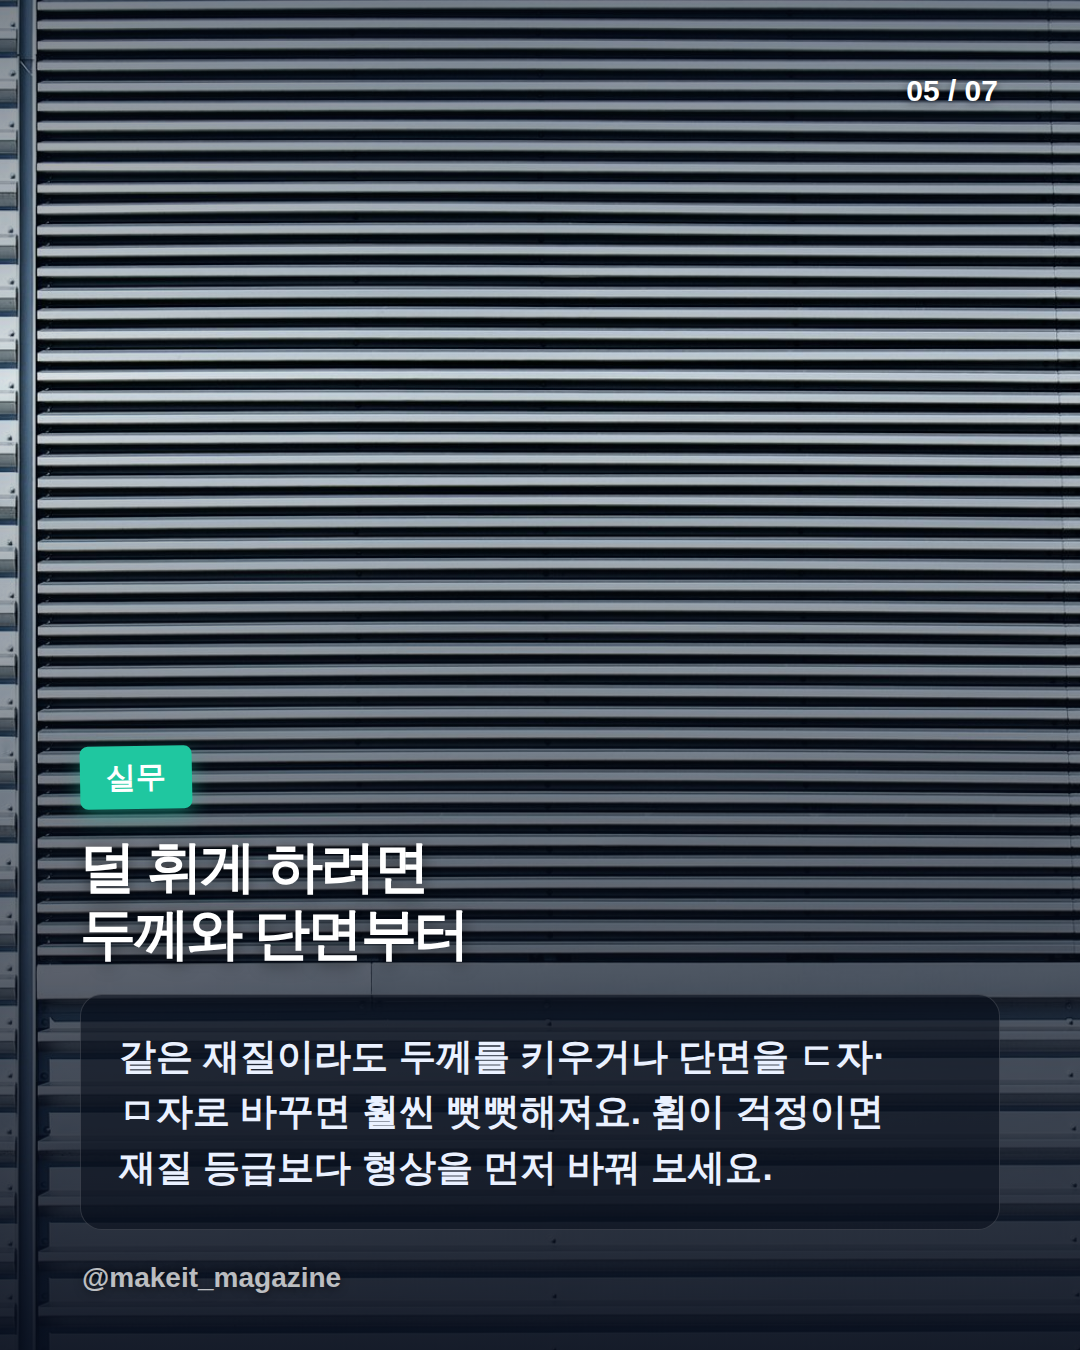 05 / 07
실무
덜 휘게 하려면
두께와 단면부터
같은 재질이라도 두께를 키우거나 단면을 ㄷ자·
ㅁ자로 바꾸면 훨씬 뻣뻣해져요. 휨이 걱정이면
재질 등급보다 형상을 먼저 바꿔 보세요.
@makeit_magazine